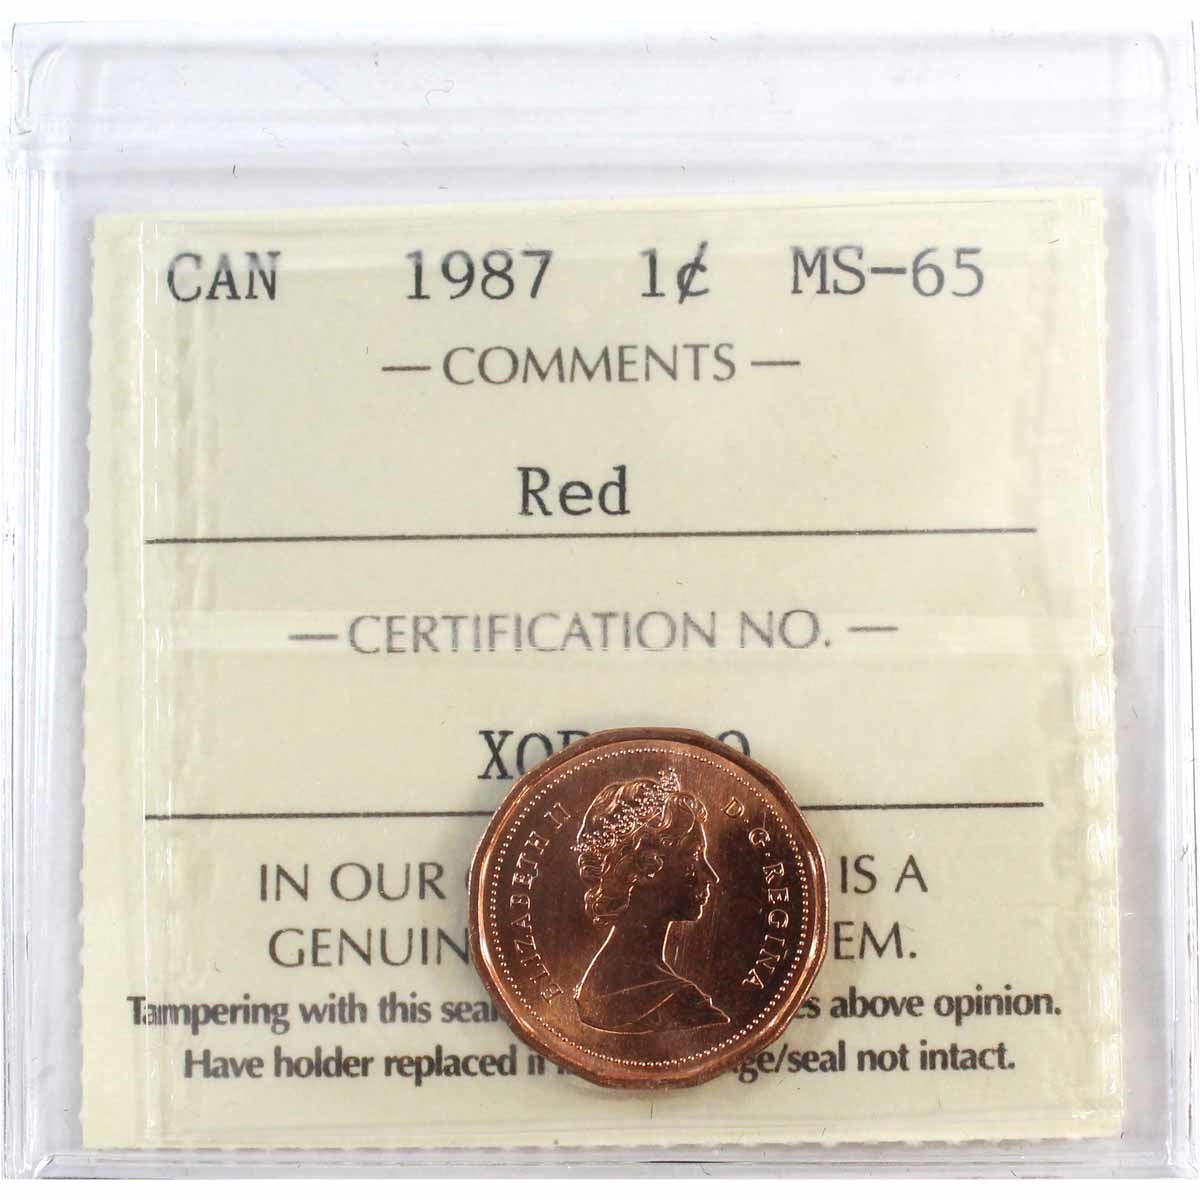 CAN 1987 1¢ MS-65
— COMMENTS —
Red
— CERTIFICATION NO. —
IN OUR IS A
GENUIN EM.
Tampering with this sea s above opinion.
Have holder replaced ge/seal not intact.
ELIZABETH II D·G·REGINA